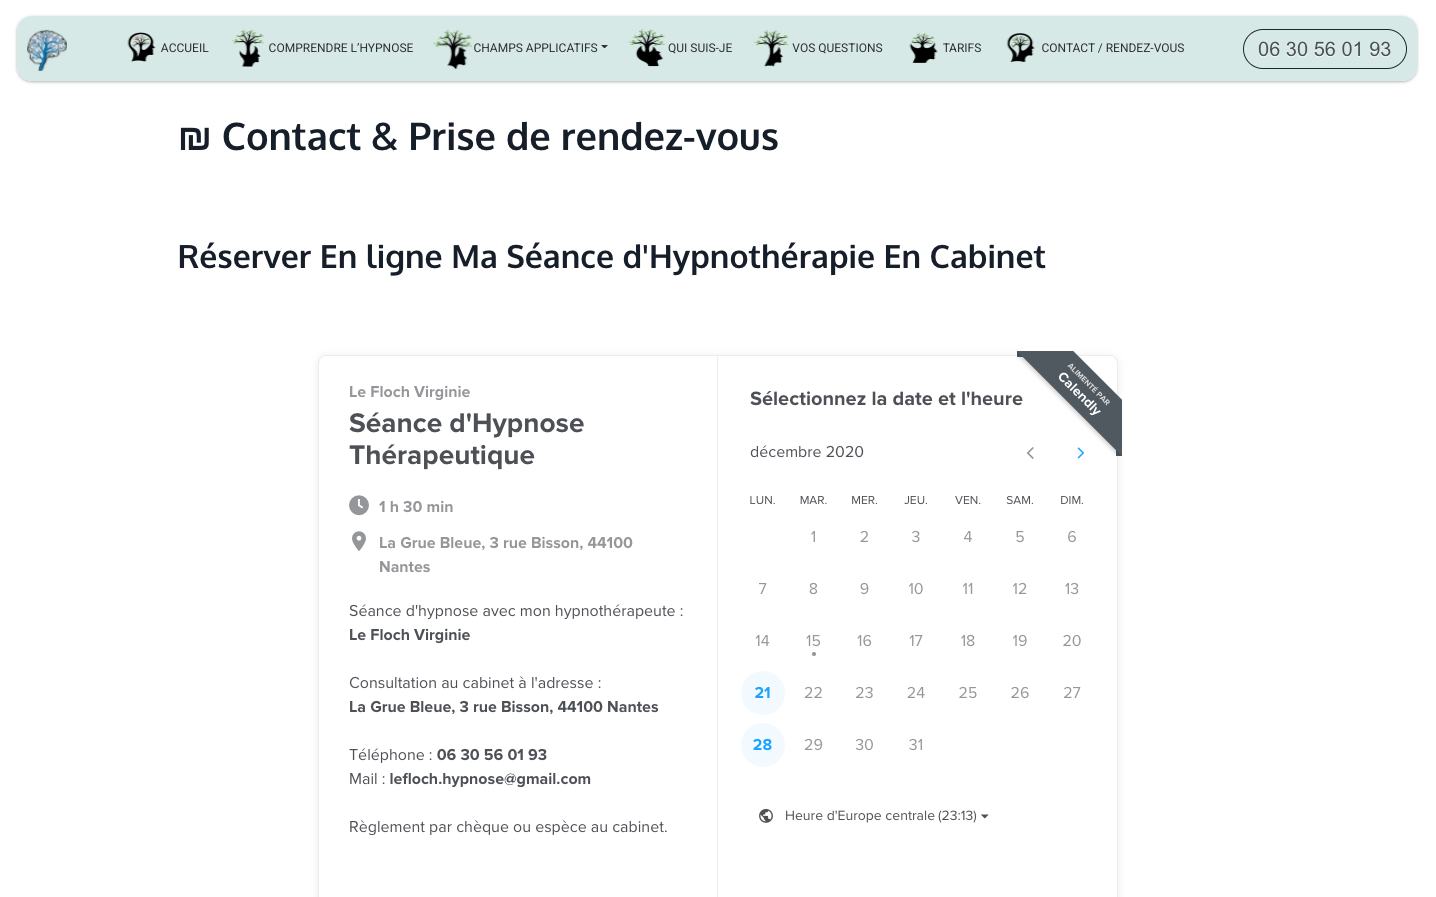 ACCUEIL
COMPRENDRE L'HYPNOSE
CHAMPS APPLICATIFS
QUI SUIS-JE
VOS QUESTIONS
TARIFS
CONTACT / RENDEZ-VOUS
06 30 56 01 93
₪ Contact & Prise de rendez-vous
Réserver En ligne Ma Séance d'Hypnothérapie En Cabinet
Le Floch Virginie
Séance d'Hypnose
Thérapeutique
1 h 30 min
La Grue Bleue, 3 rue Bisson, 44100
Nantes
Séance d'hypnose avec mon hypnothérapeute :
Le Floch Virginie
Consultation au cabinet à l'adresse :
La Grue Bleue, 3 rue Bisson, 44100 Nantes
Téléphone : 06 30 56 01 93
Mail : lefloch.hypnose@gmail.com
Règlement par chèque ou espèce au cabinet.
ALIMENTÉ PAR
Calendly
Sélectionnez la date et l'heure
décembre 2020
LUN. MAR. MER. JEU. VEN. SAM. DIM.
1 2 3 4 5 6
7 8 9 10 11 12 13
14 15 16 17 18 19 20
21 22 23 24 25 26 27
28 29 30 31
Heure d'Europe centrale (23:13)